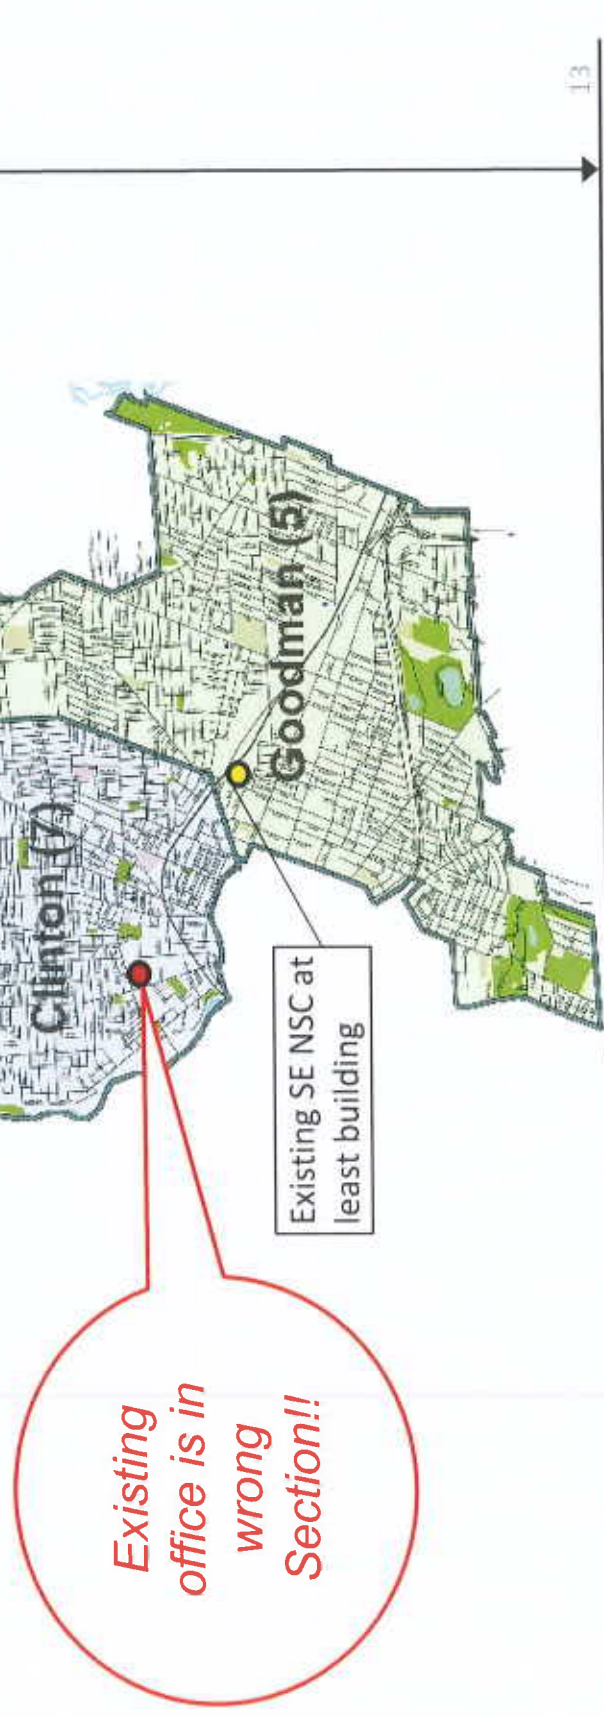 Clinton (7)
Goodman (5)
Existing SE NSC at
least building
Existing
office is in
wrong
Section!!
13